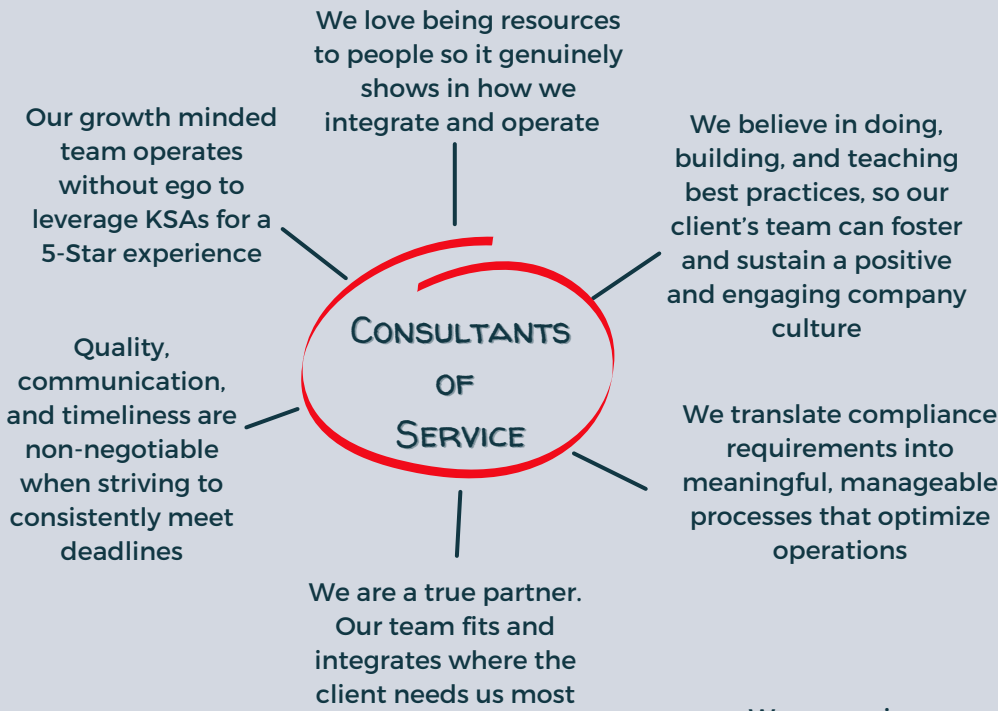 We love being resources
to people so it genuinely
shows in how we
integrate and operate
Our growth minded
team operates
without ego to
leverage KSAs for a
5-Star experience
We believe in doing,
building, and teaching
best practices, so our
client's team can foster
and sustain a positive
and engaging company
culture
Consultants
of
Service
Quality,
communication,
and timeliness are
non-negotiable
when striving to
consistently meet
deadlines
We translate compliance
requirements into
meaningful, manageable
processes that optimize
operations
We are a true partner.
Our team fits and
integrates where the
client needs us most